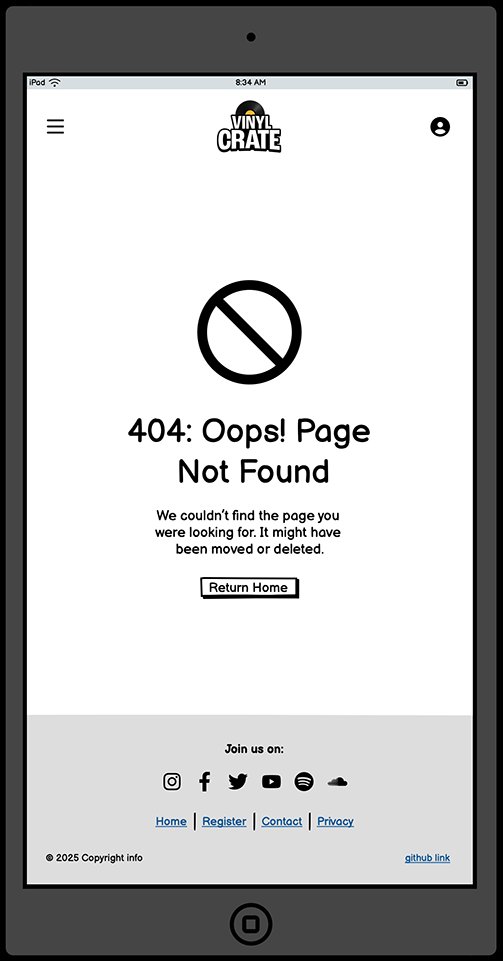 iPad
8:34 AM
VINYL
CRATE
404: Oops! Page
Not Found
We couldn't find the page you
were looking for. It might have
been moved or deleted.
Return Home
Join us on:
Home | Register | Contact | Privacy
© 2025 Copyright info
github link